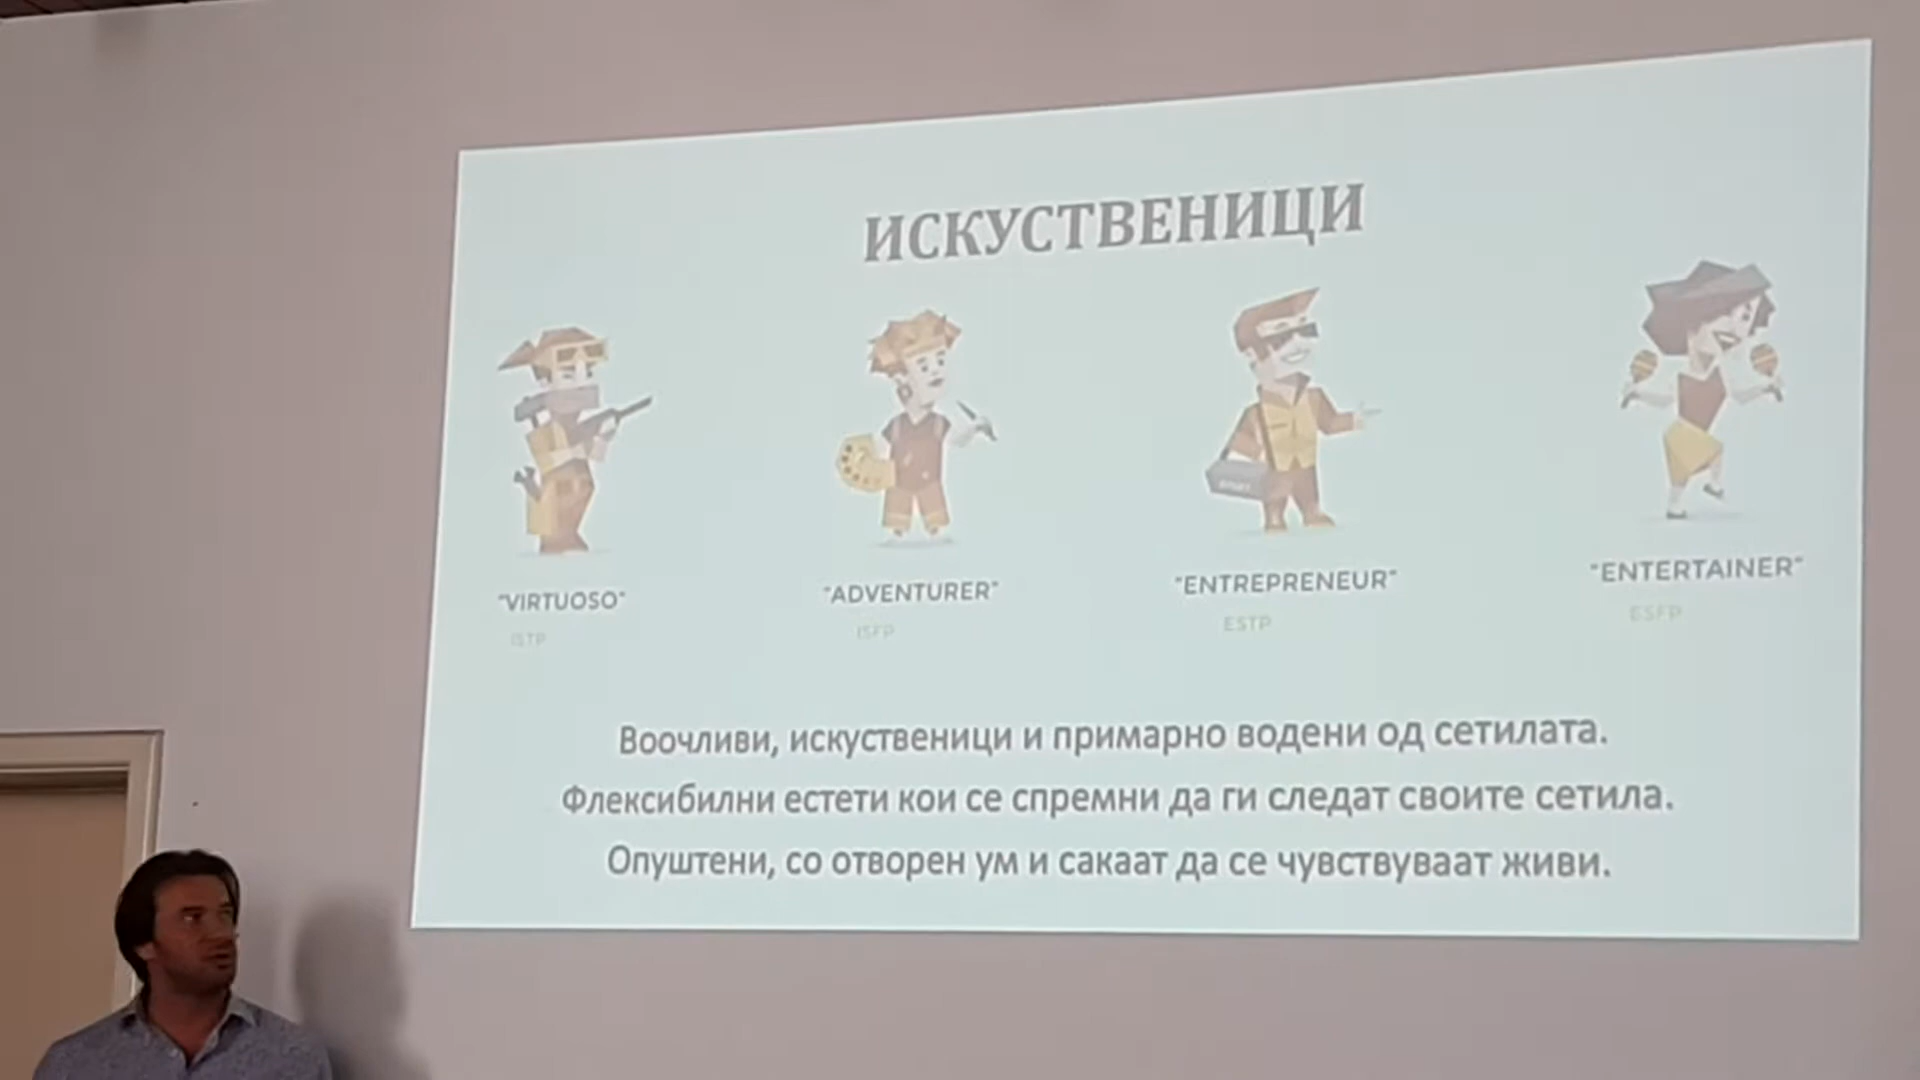 ИСКУСТВЕНИЦИ
"VIRTUOSO"
ISTP
"ADVENTURER"
ISFP
"ENTREPRENEUR"
ESTP
"ENTERTAINER"
ESFP
Воочливи, искуственици и примарно водени од сетилата.
Флексибилни естети кои се спремни да ги следат своите сетила.
Опуштени, со отворен ум и сакаат да се чувствуваат живи.